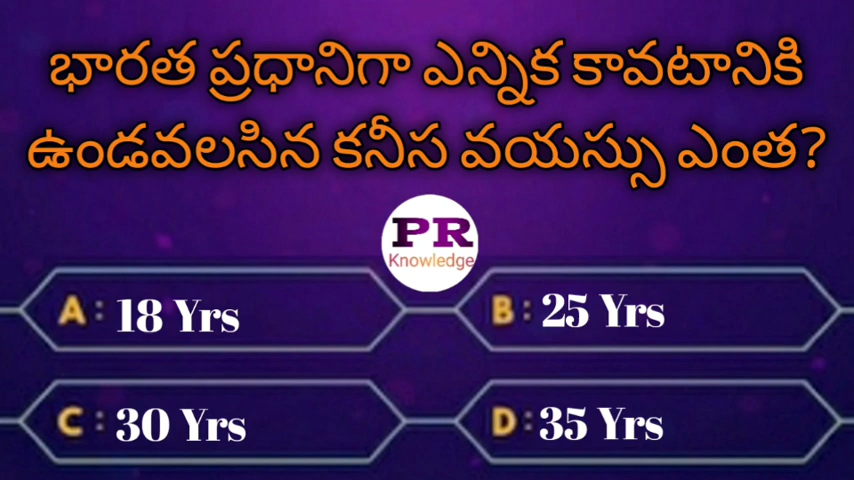 భారత ప్రధానిగా ఎన్నిక కావటానికి
ఉండవలసిన కనీస వయస్సు ఎంత?
PR
Knowledge
A : 18 Yrs
B : 25 Yrs
C : 30 Yrs
D : 35 Yrs